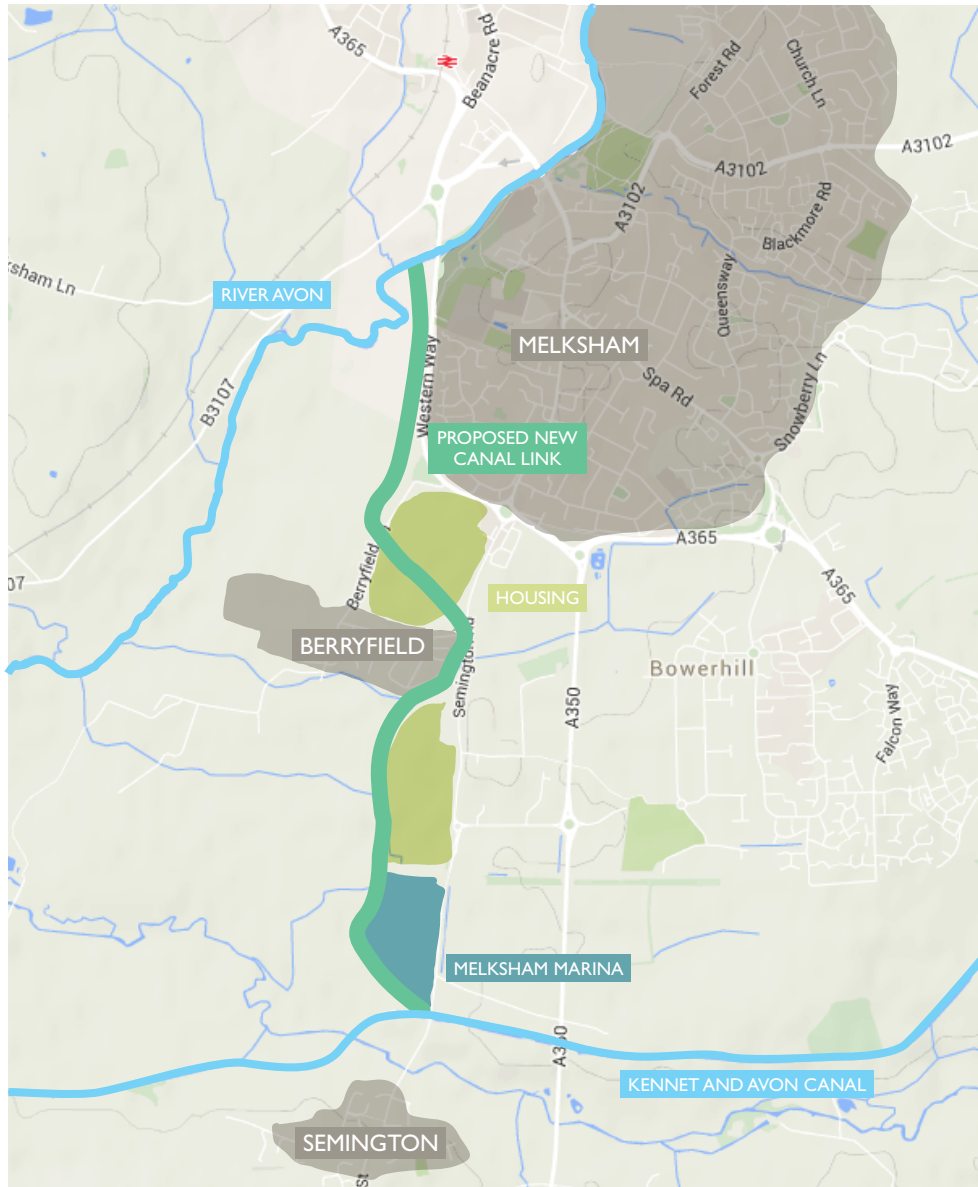 A365
Beanacre Rd
Forest Rd
Church Ln
A3102
A3102
A3102
Blackmore Rd
Queensway
ksham Ln
RIVER AVON
MELKSHAM
Western Way
Spa Rd
Snowberry Ln
B3107
PROPOSED NEW
CANAL LINK
A365
A365
07
Berryfield
HOUSING
BERRYFIELD
Semington Rd
Bowerhill
A350
Falcon Way
MELKSHAM MARINA
A350
KENNET AND AVON CANAL
SEMINGTON
St